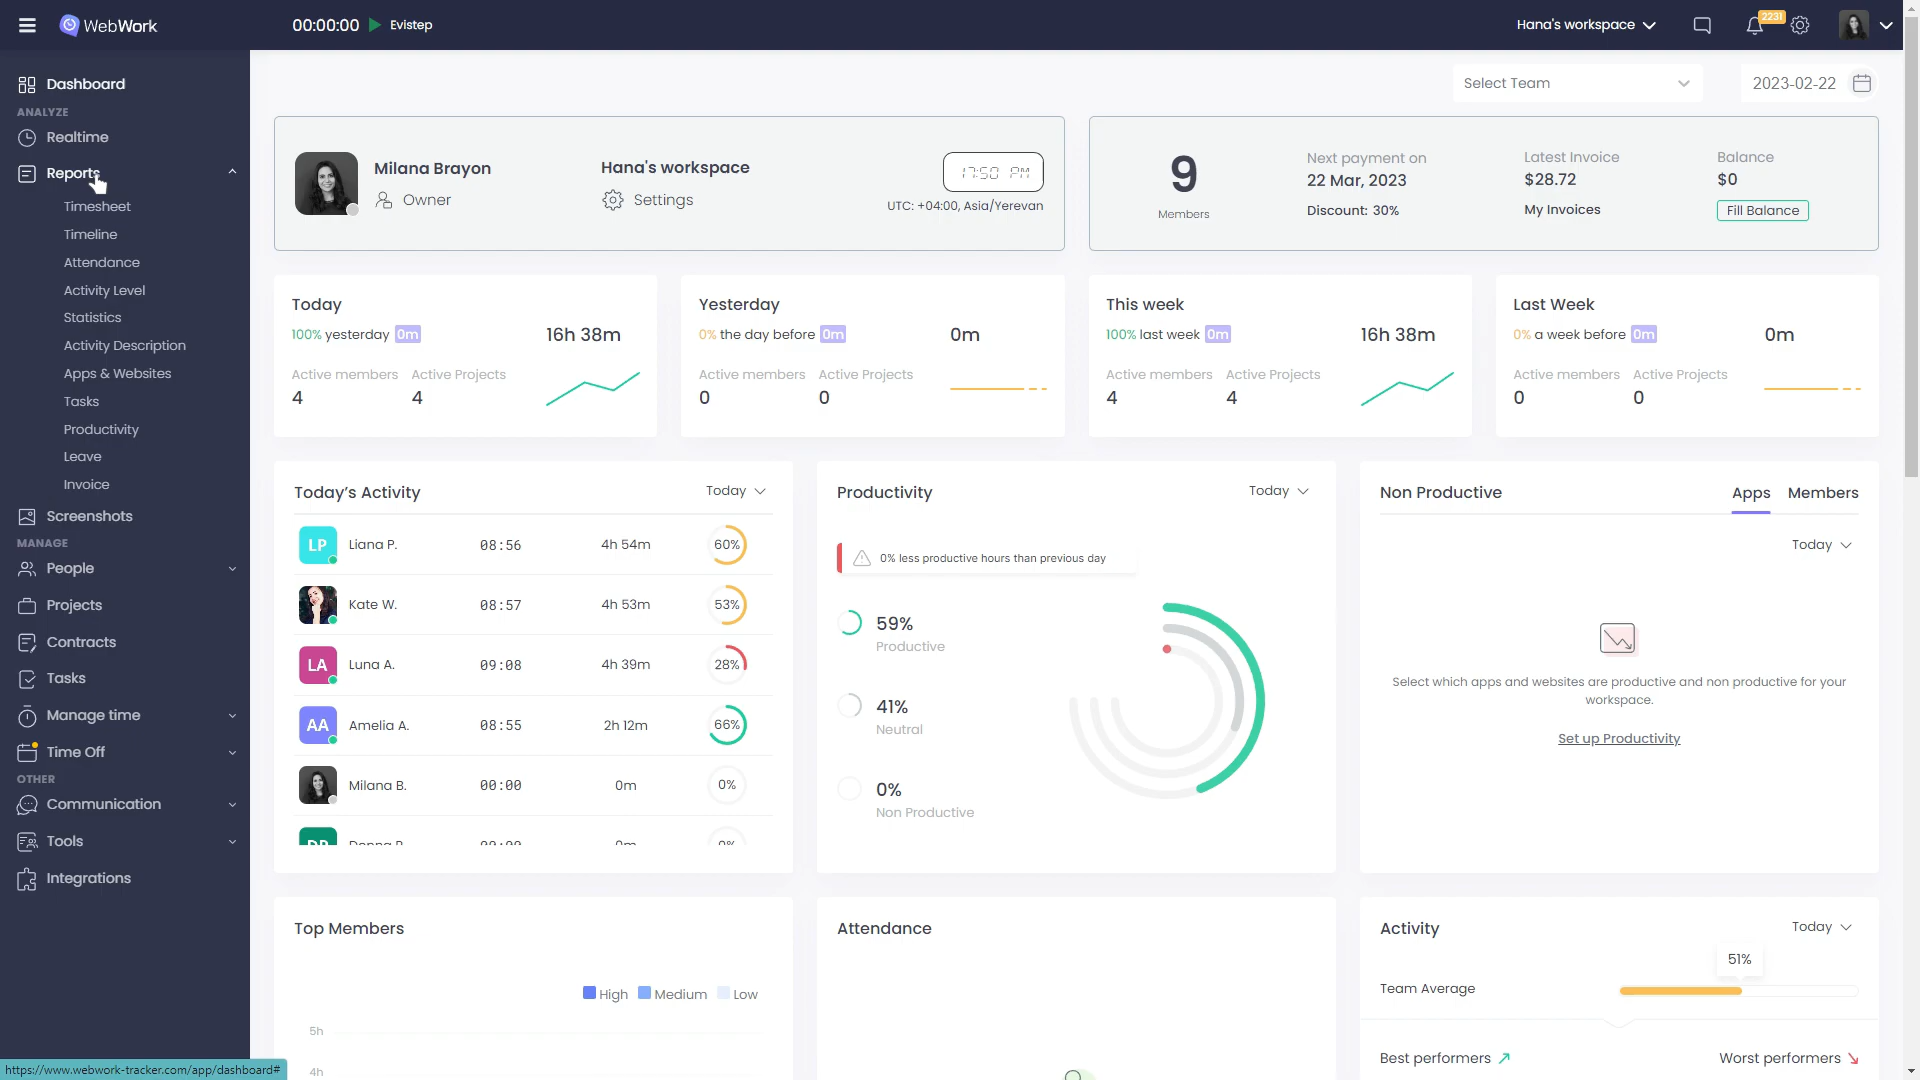 WebWork
00:00:00 Evistep
Hana's workspace
2231
Dashboard
ANALYZE
Realtime
Reports
Timesheet
Timeline
Attendance
Activity Level
Statistics
Activity Description
Apps & Websites
Tasks
Productivity
Leave
Invoice
Screenshots
MANAGE
People
Projects
Contracts
Tasks
Manage time
Time Off
OTHER
Communication
Tools
Integrations
https://www.webwork-tracker.com/app/dashboard#
Select Team
2023-02-22
Milana Brayon
Owner
Hana's workspace
Settings
17:50 PM
UTC: +04:00, Asia/Yerevan
9
Members
Next payment on
22 Mar, 2023
Discount: 30%
Latest Invoice
$28.72
My Invoices
Balance
$0
Fill Balance
Today
100% yesterday 0m
16h 38m
Active members Active Projects
4 4
Yesterday
0% the day before 0m
0m
Active members Active Projects
0 0
This week
100% last week 0m
16h 38m
Active members Active Projects
4 4
Last Week
0% a week before 0m
0m
Active members Active Projects
0 0
Today's Activity
Today
LP Liana P. 08:56 4h 54m 60%
Kate W. 08:57 4h 53m 53%
LA Luna A. 09:08 4h 39m 28%
AA Amelia A. 08:55 2h 12m 66%
Milana B. 00:00 0m 0%
Productivity
Today
0% less productive hours than previous day
59%
Productive
41%
Neutral
0%
Non Productive
Non Productive
Apps Members
Today
Select which apps and websites are productive and non productive for your
workspace.
Set up Productivity
Top Members
High Medium Low
5h
4h
Attendance
Activity
Today
51%
Team Average
Best performers
Worst performers